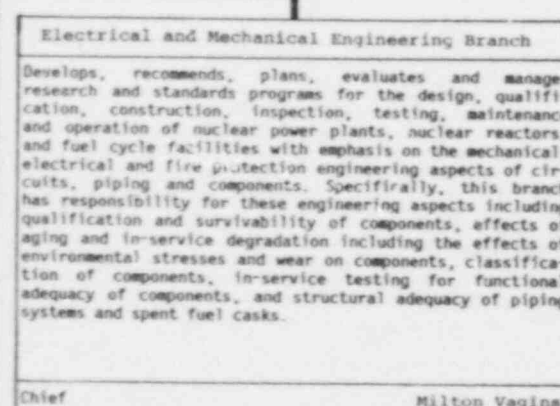 Electrical and Mechanical Engineering Branch
Develops, recommends, plans, evaluates and manage
research and standards programs for the design, qualifi
cation, construction, inspection, testing, maintenance
and operation of nuclear power plants, nuclear reactors
and fuel cycle facilities with emphasis on the mechanical
electrical and fire protection engineering aspects of cir
cuits, piping and components. Specifically, this branc
has responsibility for these engineering aspects including
qualification and survivability of components, effects of
aging and in-service degradation including the effects of
environmental stresses and wear on components, classifica
tion of components, in-service testing for functional
adequacy of components, and structural adequacy of piping
systems and spent fuel casks.
Chief Milton Vagins